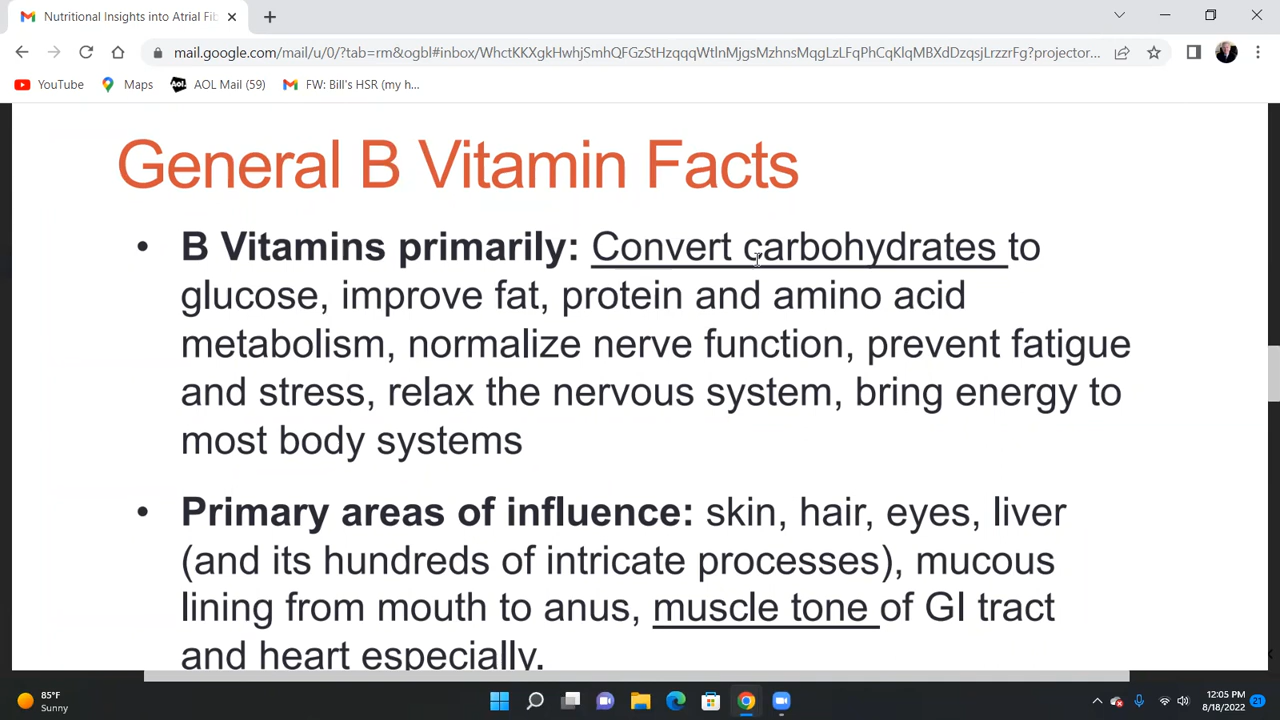 Nutritional Insights into Atrial Fib
mail.google.com/mail/u/0/?tab=rm&ogbl#inbox/WhctKKXgkHwhjSmhQFGzStHzqqqWtlnMjgsMzhnsMqgLzLFqPhCqKlqMBXdDzqsjLrzzrFg?projector...
YouTube Maps AOL Mail (59) FW: Bill's HSR (my h...
General B Vitamin Facts
• B Vitamins primarily: Convert carbohydrates to
glucose, improve fat, protein and amino acid
metabolism, normalize nerve function, prevent fatigue
and stress, relax the nervous system, bring energy to
most body systems
• Primary areas of influence: skin, hair, eyes, liver
(and its hundreds of intricate processes), mucous
lining from mouth to anus, muscle tone of GI tract
and heart especially.
85°F
Sunny
12:05 PM
8/18/2022
21